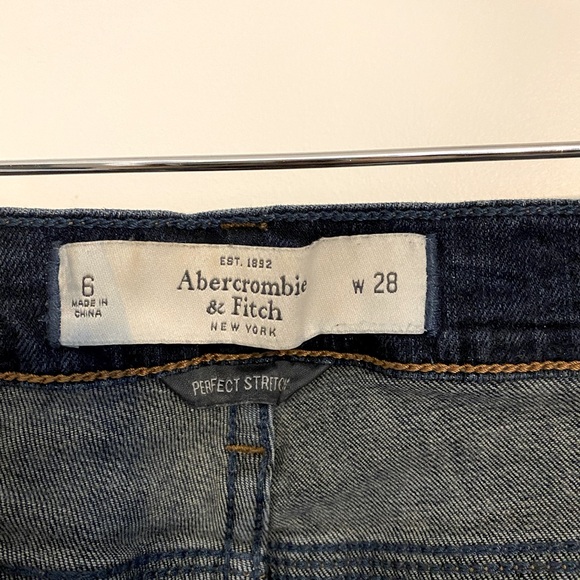 6
MADE IN
CHINA
EST. 1892
Abercrombie
& Fitch
NEW YORK
W 28
PERFECT STRETCH